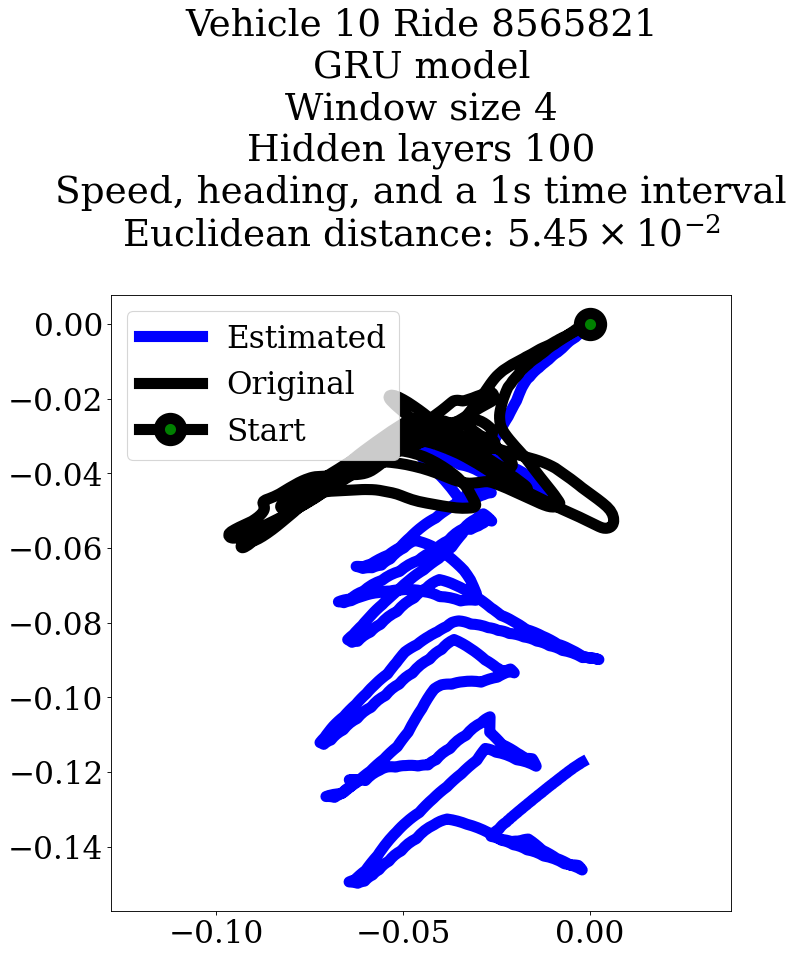 Vehicle 10 Ride 8565821
GRU model
Window size 4
Hidden layers 100
Speed, heading, and a 1s time interval
Euclidean distance: 5.45 × 10⁻²
Estimated
Original
Start
0.00
−0.02
−0.04
−0.06
−0.08
−0.10
−0.12
−0.14
−0.10 −0.05 0.00